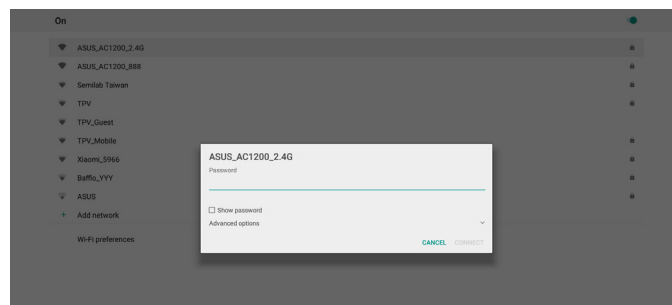 On
ASUS_AC1200_2.4G
ASUS_AC1200_888
Semilab Taiwan
TPV
TPV_Guest
TPV_Mobile
Xiaomi_5966
Baffio_YYY
ASUS
+ Add network
Wi-Fi preferences
ASUS_AC1200_2.4G
Password
Show password
Advanced options
CANCEL CONNECT